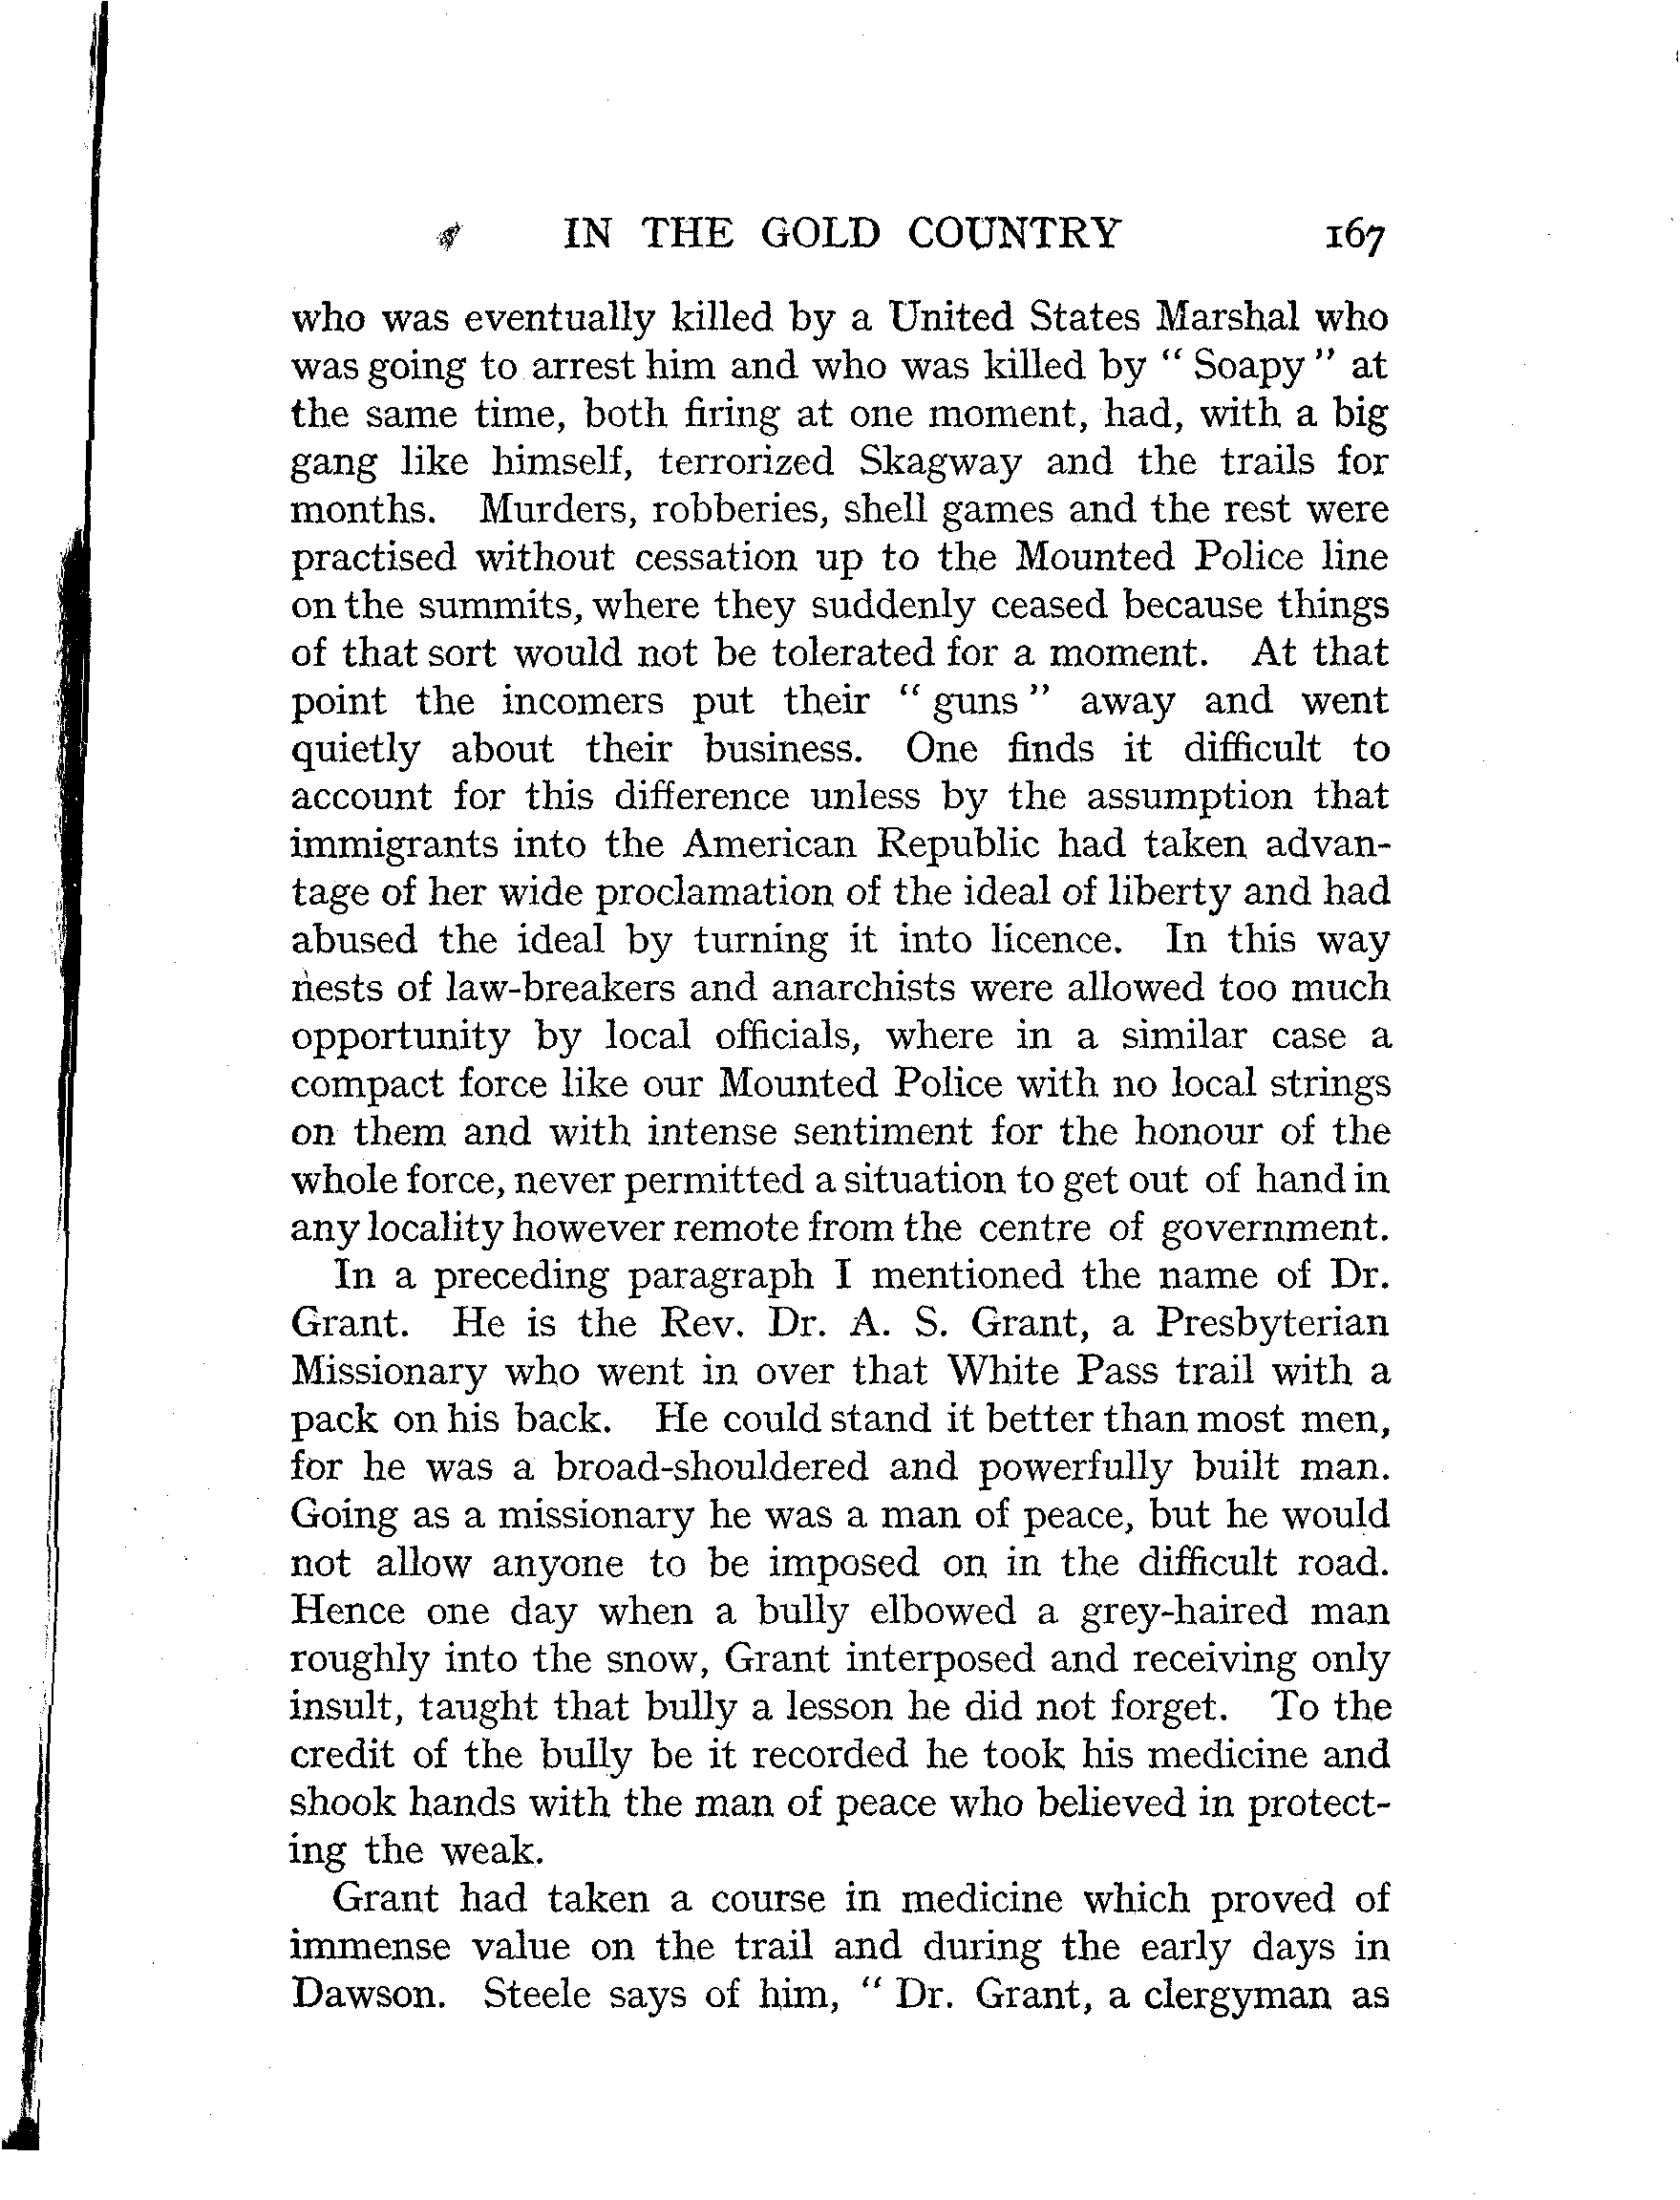 IN THE GOLD COUNTRY 167
who was eventually killed by a United States Marshal who
was going to arrest him and who was killed by " Soapy " at
the same time, both firing at one moment, had, with a big
gang like himself, terrorized Skagway and the trails for
months. Murders, robberies, shell games and the rest were
practised without cessation up to the Mounted Police line
on the summits, where they suddenly ceased because things
of that sort would not be tolerated for a moment. At that
point the incomers put their " guns " away and went
quietly about their business. One finds it difficult to
account for this difference unless by the assumption that
immigrants into the American Republic had taken advan-
tage of her wide proclamation of the ideal of liberty and had
abused the ideal by turning it into licence. In this way
nests of law-breakers and anarchists were allowed too much
opportunity by local officials, where in a similar case a
compact force like our Mounted Police with no local strings
on them and with intense sentiment for the honour of the
whole force, never permitted a situation to get out of hand in
any locality however remote from the centre of government.
In a preceding paragraph I mentioned the name of Dr.
Grant. He is the Rev. Dr. A. S. Grant, a Presbyterian
Missionary who went in over that White Pass trail with a
pack on his back. He could stand it better than most men,
for he was a broad-shouldered and powerfully built man.
Going as a missionary he was a man of peace, but he would
not allow anyone to be imposed on in the difficult road.
Hence one day when a bully elbowed a grey-haired man
roughly into the snow, Grant interposed and receiving only
insult, taught that bully a lesson he did not forget. To the
credit of the bully be it recorded he took his medicine and
shook hands with the man of peace who believed in protect-
ing the weak.
Grant had taken a course in medicine which proved of
immense value on the trail and during the early days in
Dawson. Steele says of him, " Dr. Grant, a clergyman as